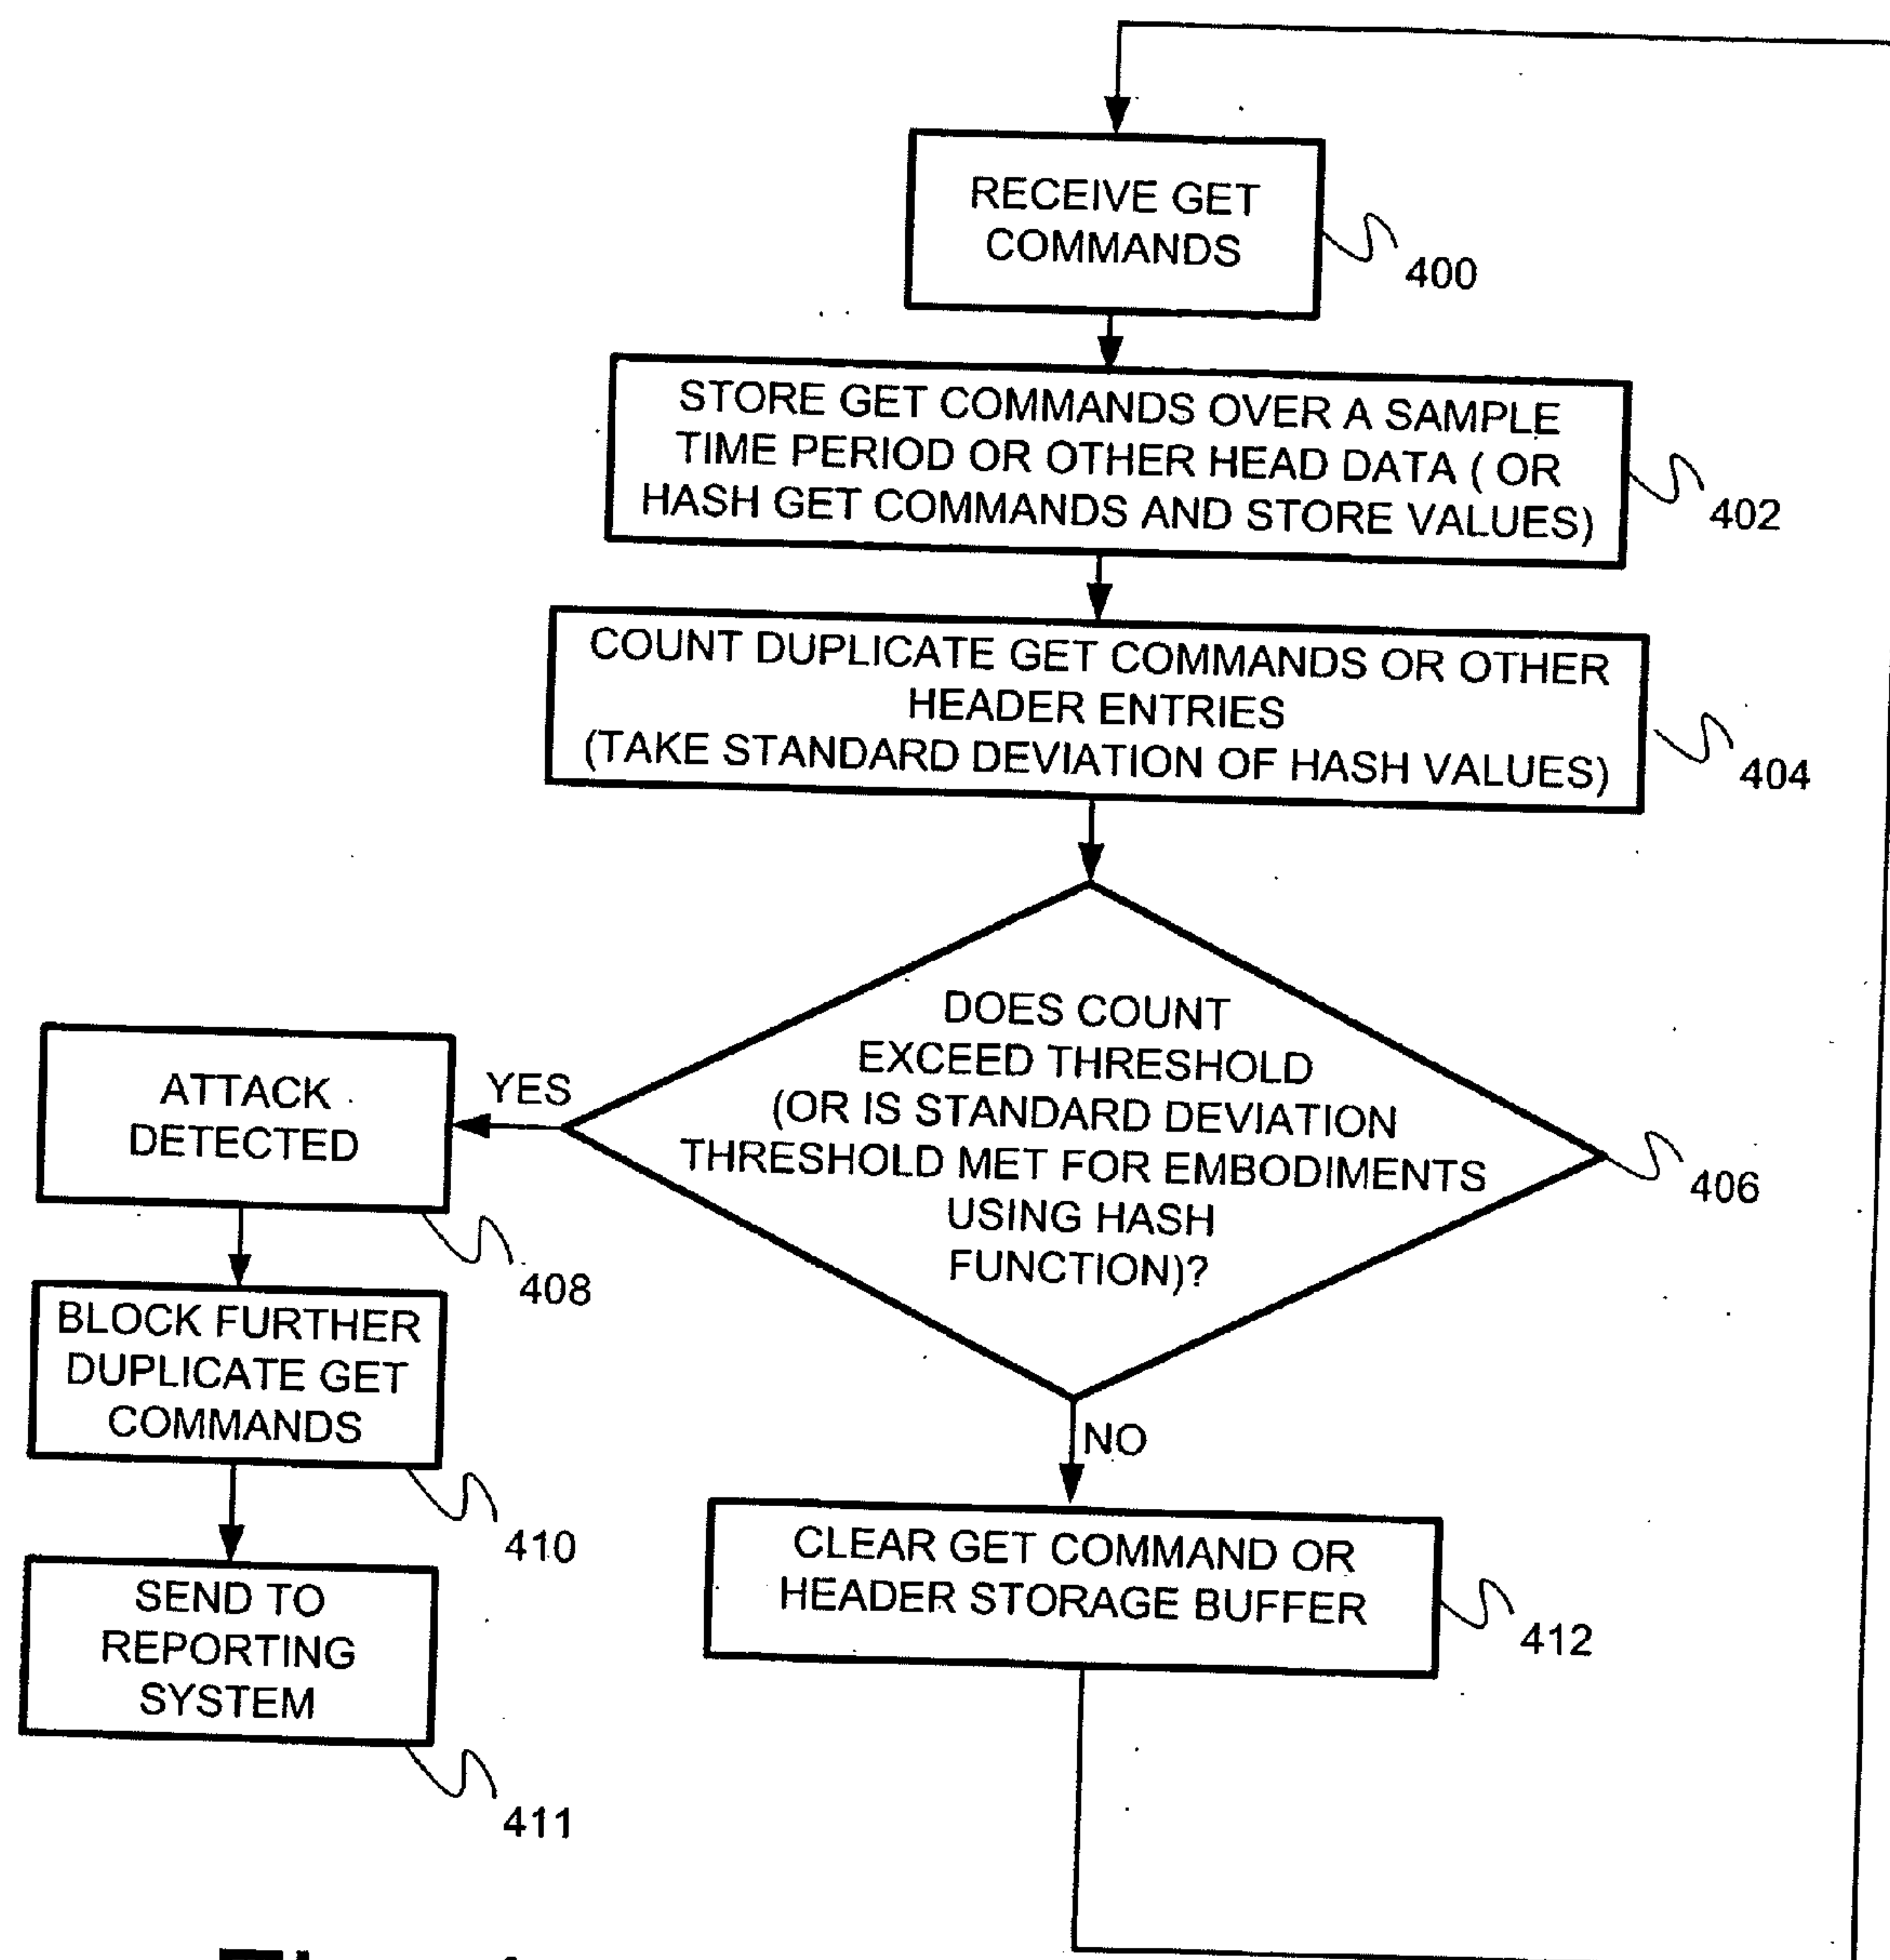 RECEIVE GET
COMMANDS
400
STORE GET COMMANDS OVER A SAMPLE
TIME PERIOD OR OTHER HEAD DATA ( OR
HASH GET COMMANDS AND STORE VALUES)
402
COUNT DUPLICATE GET COMMANDS OR OTHER
HEADER ENTRIES
(TAKE STANDARD DEVIATION OF HASH VALUES)
404
DOES COUNT
EXCEED THRESHOLD
(OR IS STANDARD DEVIATION
THRESHOLD MET FOR EMBODIMENTS
USING HASH
FUNCTION)?
406
YES
ATTACK
DETECTED
408
BLOCK FURTHER
DUPLICATE GET
COMMANDS
410
SEND TO
REPORTING
SYSTEM
411
NO
CLEAR GET COMMAND OR
HEADER STORAGE BUFFER
412